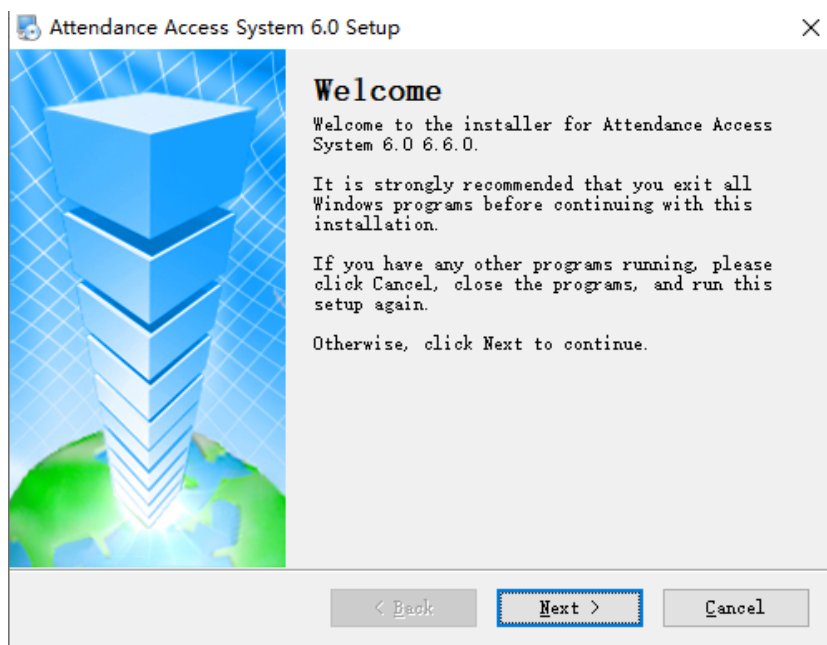 Attendance Access System 6.0 Setup
Welcome
Welcome to the installer for Attendance Access
System 6.0 6.6.0.
It is strongly recommended that you exit all
Windows programs before continuing with this
installation.
If you have any other programs running, please
click Cancel, close the programs, and run this
setup again.
Otherwise, click Next to continue.
< Back
Next >
Cancel